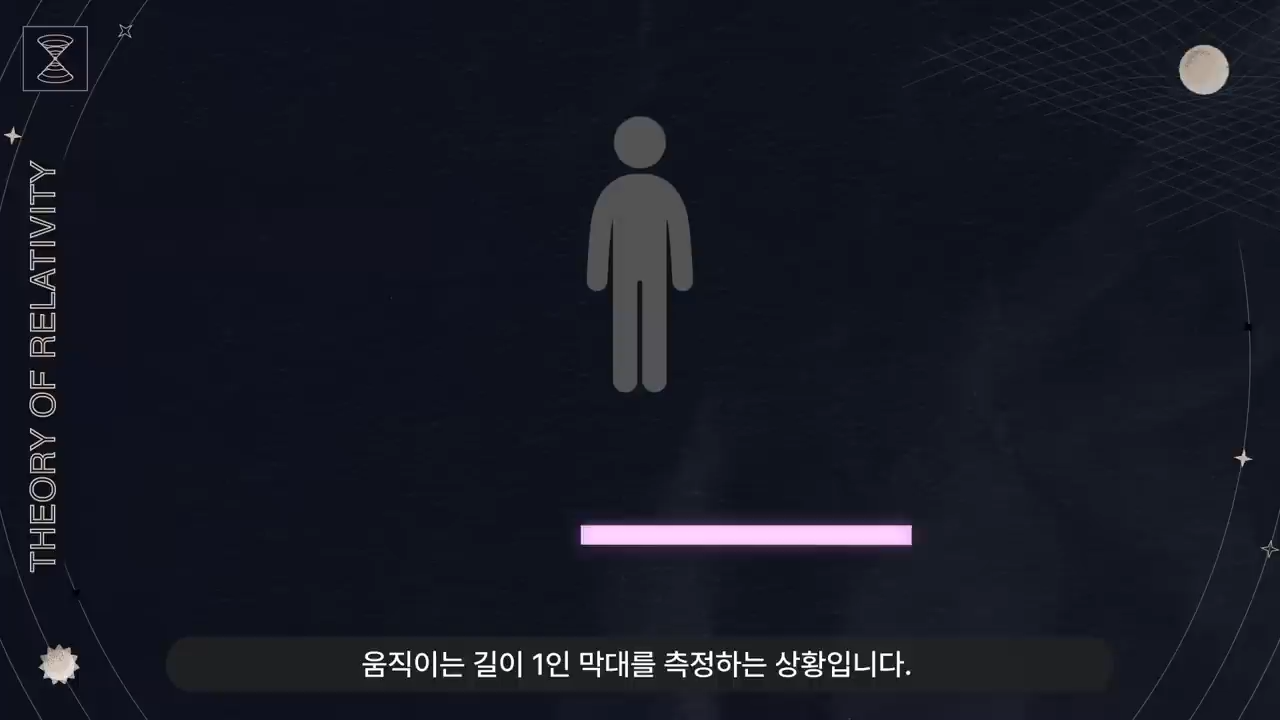 THEORY OF RELATIVITY
움직이는 길이 1인 막대를 측정하는 상황입니다.